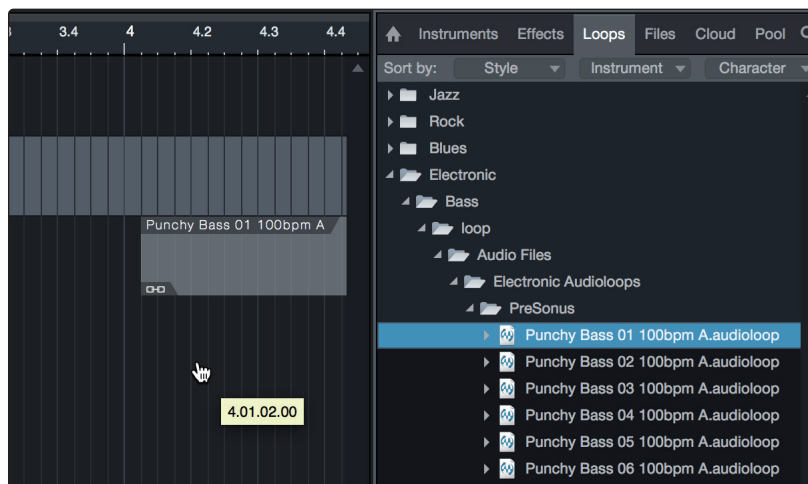 3.4 4 4.2 4.3 4.4
Instruments Effects Loops Files Cloud Pool
Sort by: Style Instrument Character
Jazz
Rock
Blues
Electronic
Bass
loop
Audio Files
Electronic Audioloops
PreSonus
Punchy Bass 01 100bpm A.audioloop
Punchy Bass 02 100bpm A.audioloop
Punchy Bass 03 100bpm A.audioloop
Punchy Bass 04 100bpm A.audioloop
Punchy Bass 05 100bpm A.audioloop
Punchy Bass 06 100bpm A.audioloop
Punchy Bass 01 100bpm A
4.01.02.00